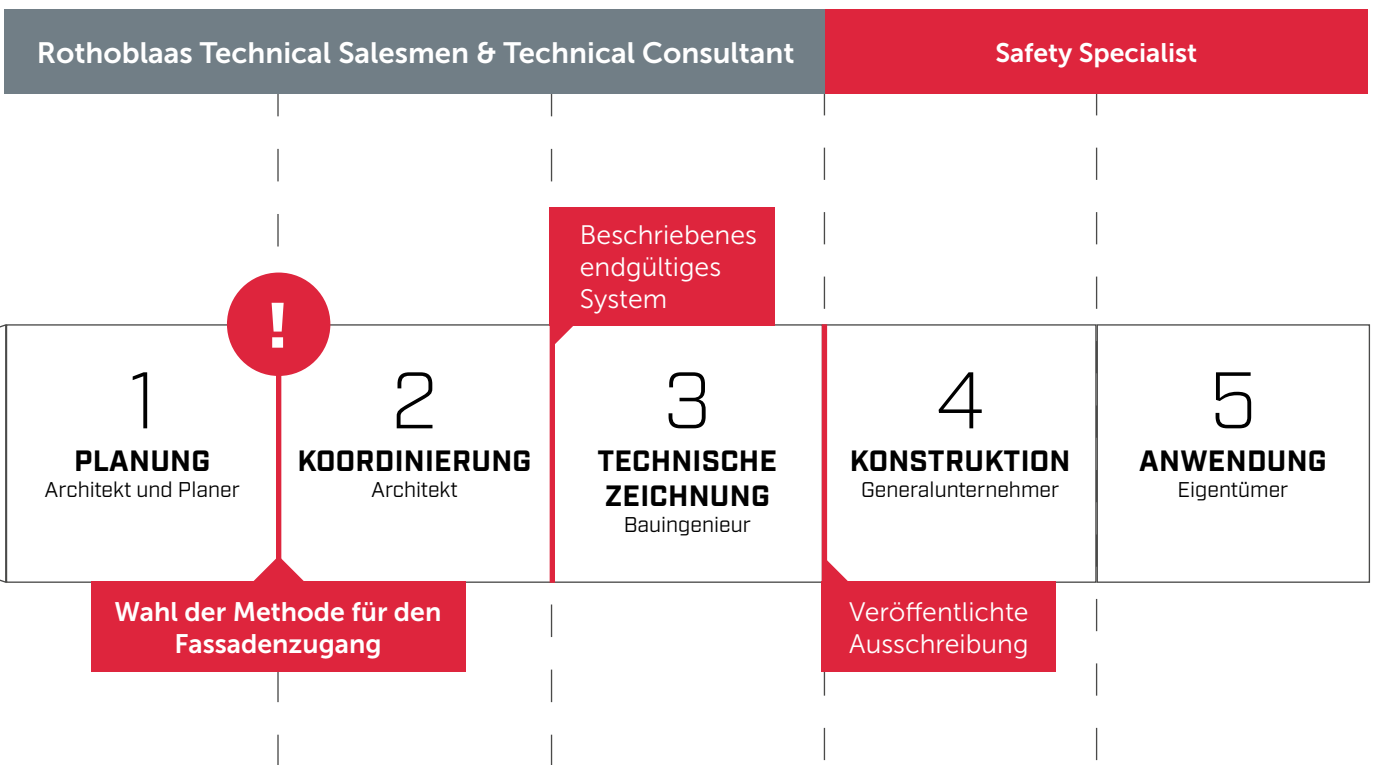 Rothoblaas Technical Salesmen & Technical Consultant
Safety Specialist
Beschriebenes
endgültiges
System
!
1
PLANUNG
Architekt und Planer
2
KOORDINIERUNG
Architekt
3
TECHNISCHE
ZEICHNUNG
Bauingenieur
4
KONSTRUKTION
Generalunternehmer
5
ANWENDUNG
Eigentümer
Wahl der Methode für den
Fassadenzugang
Veröffentlichte
Ausschreibung